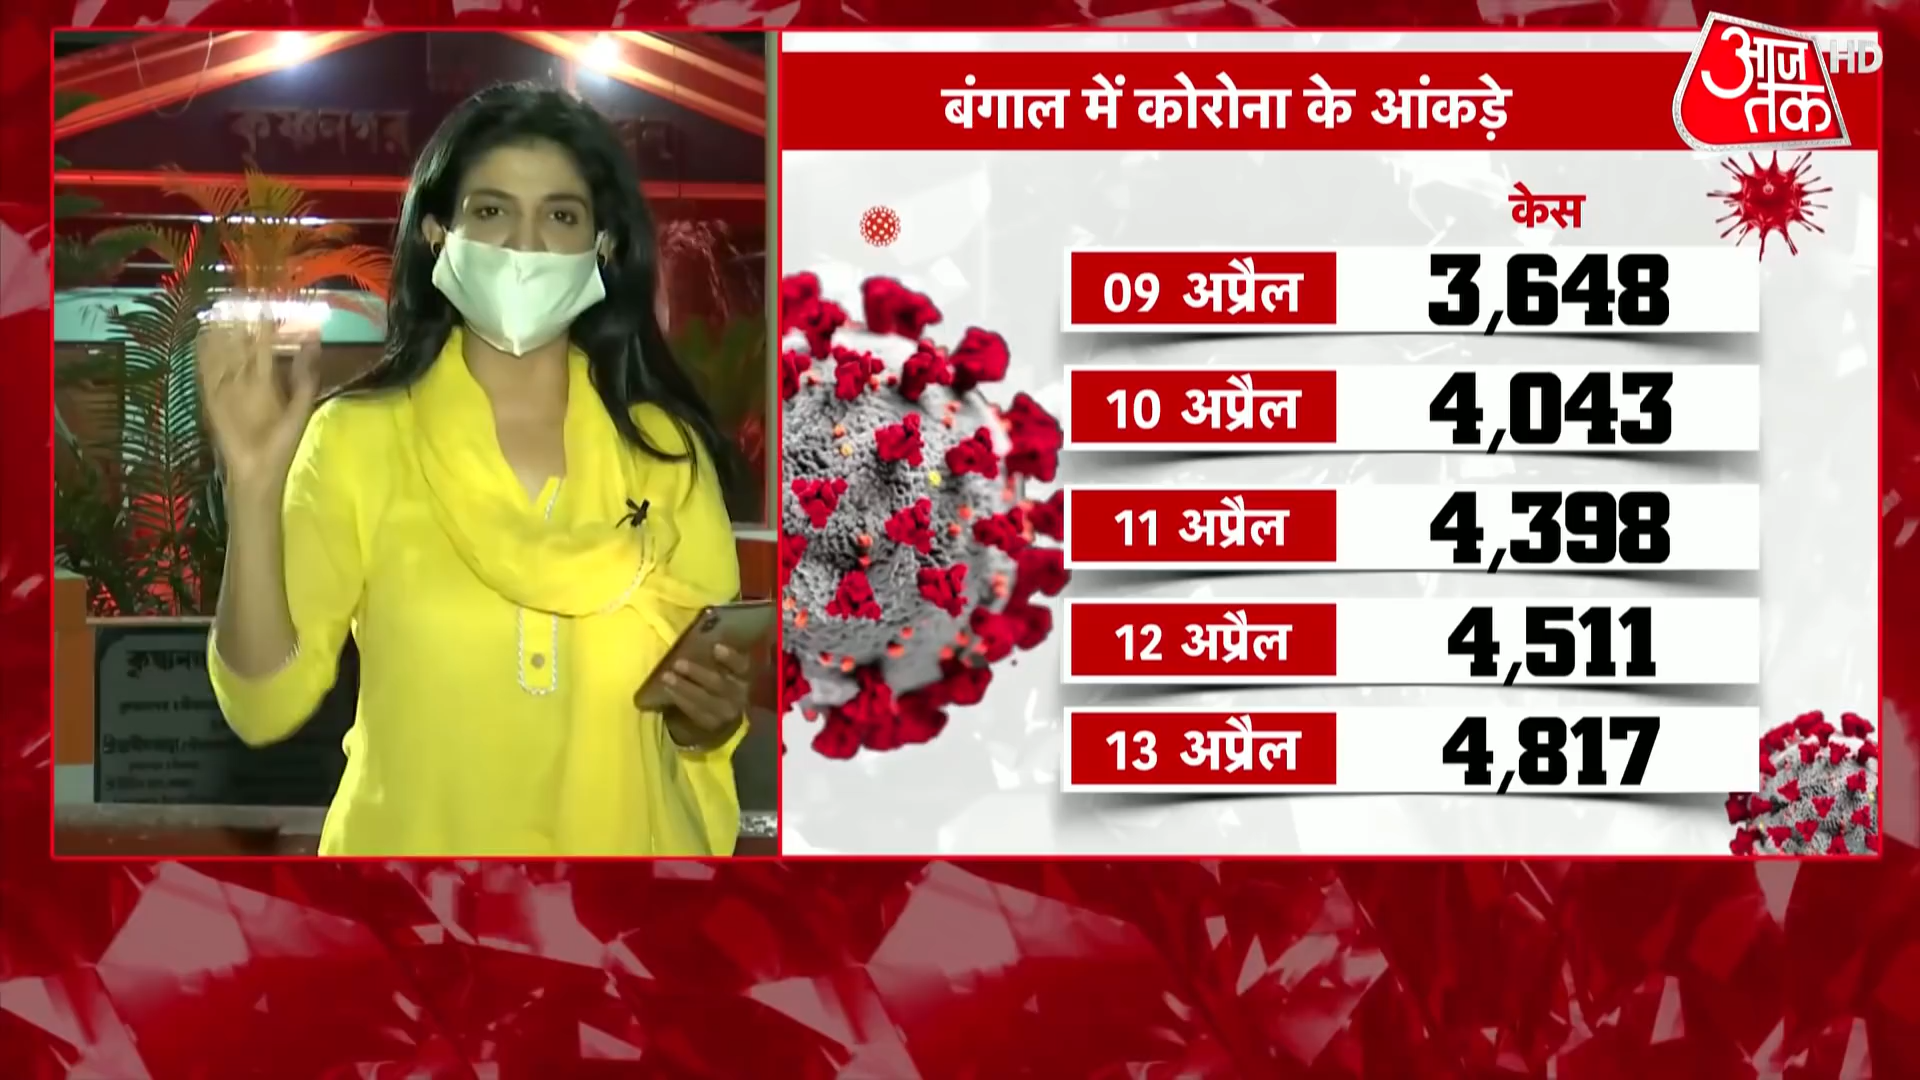 बंगाल में कोरोना के आंकड़े
आज
तक
HD
केस
09 अप्रैल 3,648
10 अप्रैल 4,043
11 अप्रैल 4,398
12 अप्रैल 4,511
13 अप्रैल 4,817
কৃষ্ণনগর